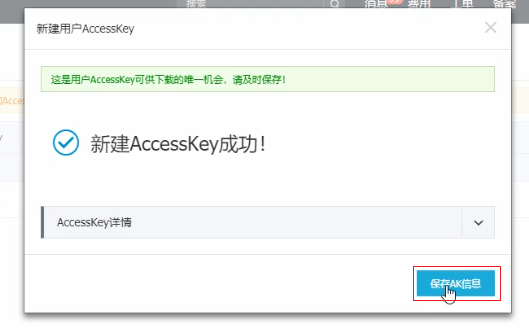 搜索
消息
费用
工单
备案
新建用户AccessKey
这是用户AccessKey可供下载的唯一机会，请及时保存！
新建AccessKey成功！
AccessKey详情
保存AK信息